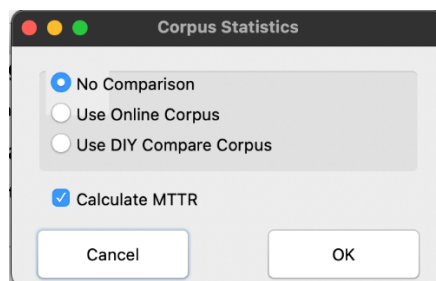 Corpus Statistics
No Comparison
Use Online Corpus
Use DIY Compare Corpus
Calculate MTTR
Cancel
OK